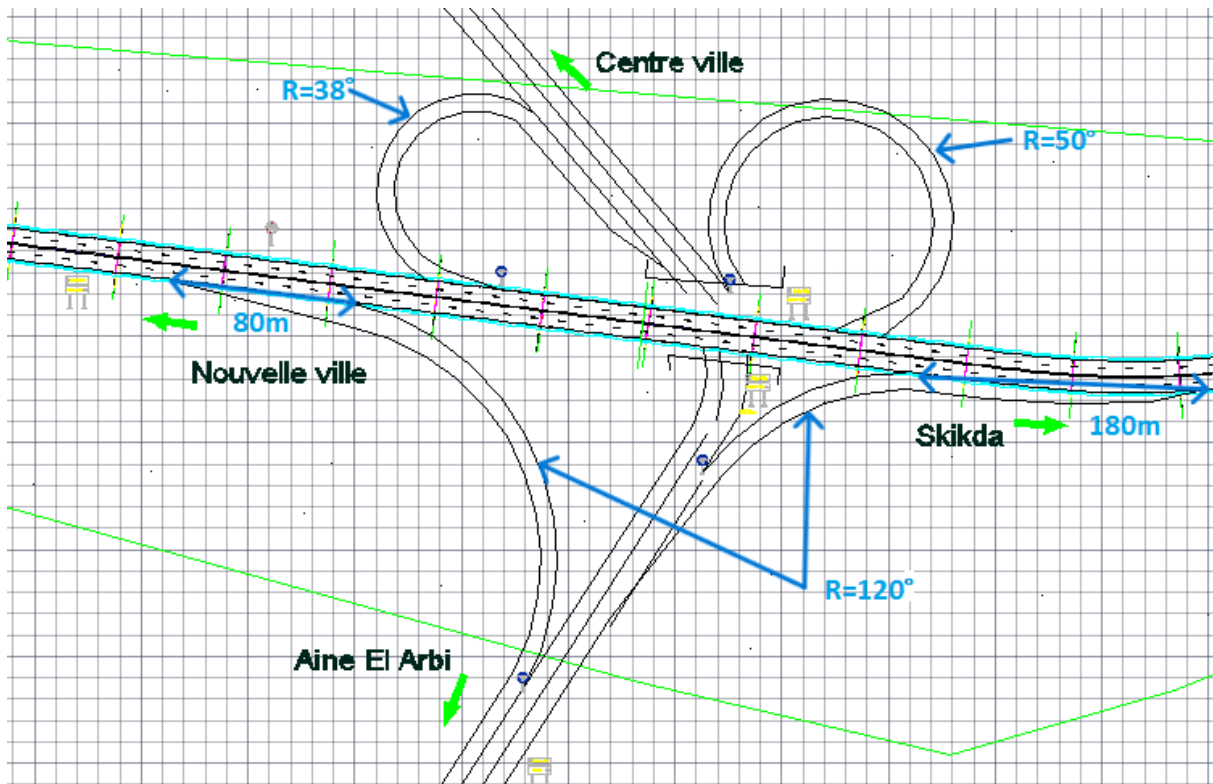 Centre ville
R=38°
R=50°
80m
Nouvelle ville
Skikda
180m
R=120°
Aine El Arbi